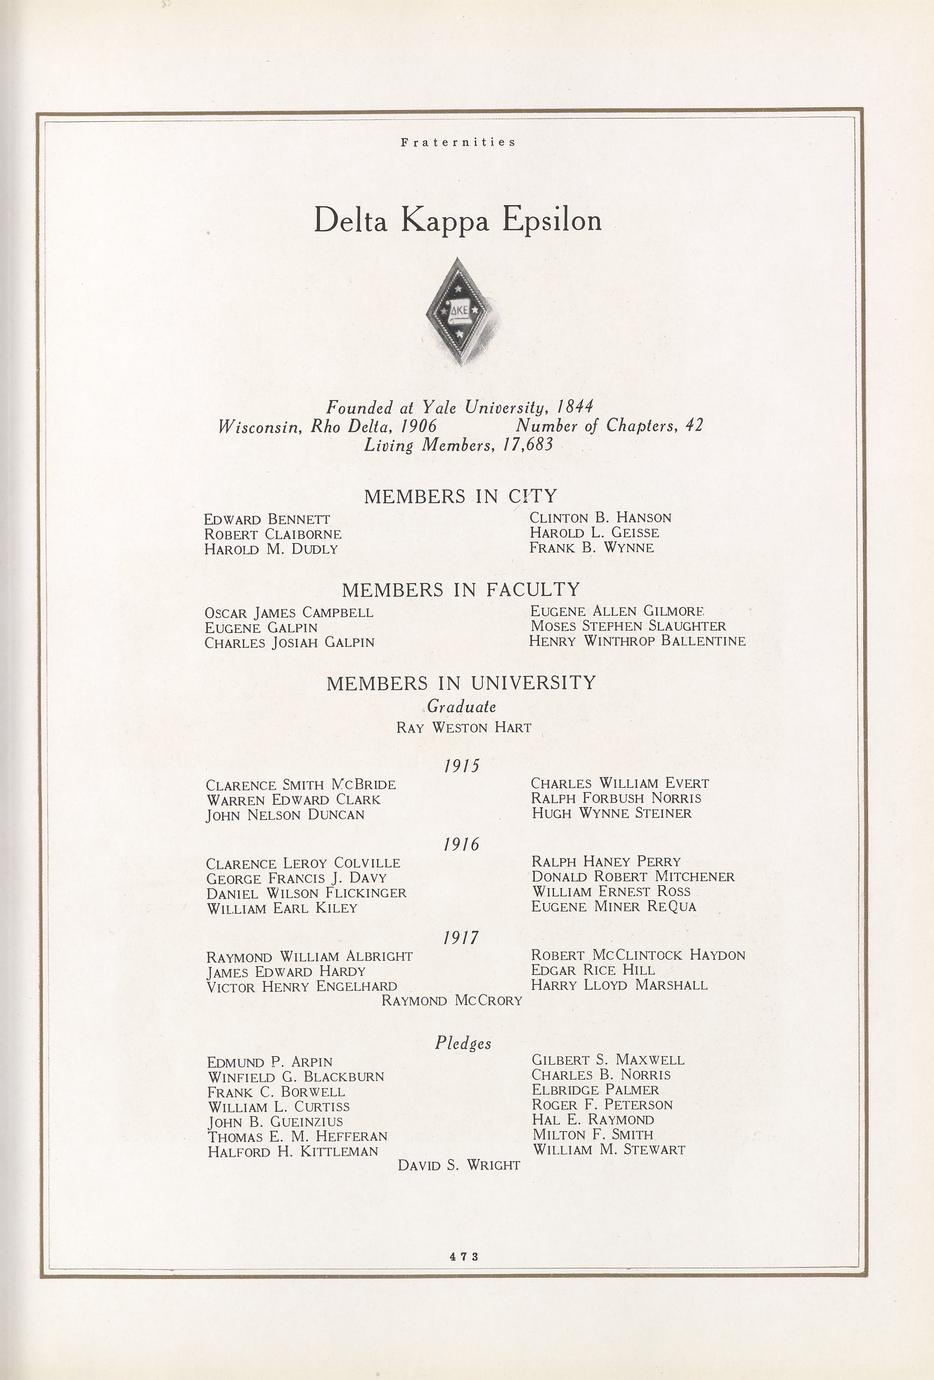 Fraternities
Delta Kappa Epsilon
ΔKE
Founded at Yale University, 1844
Wisconsin, Rho Delta, 1906 Number of Chapters, 42
Living Members, 17,683
MEMBERS IN CITY
EDWARD BENNETT CLINTON B. HANSON
ROBERT CLAIBORNE HAROLD L. GEISSE
HAROLD M. DUDLY FRANK B. WYNNE
MEMBERS IN FACULTY
OSCAR JAMES CAMPBELL EUGENE ALLEN GILMORE
EUGENE GALPIN MOSES STEPHEN SLAUGHTER
CHARLES JOSIAH GALPIN HENRY WINTHROP BALLENTINE
MEMBERS IN UNIVERSITY
Graduate
RAY WESTON HART
1915
CLARENCE SMITH MCBRIDE CHARLES WILLIAM EVERT
WARREN EDWARD CLARK RALPH FORBUSH NORRIS
JOHN NELSON DUNCAN HUGH WYNNE STEINER
1916
CLARENCE LEROY COLVILLE RALPH HANEY PERRY
GEORGE FRANCIS J. DAVY DONALD ROBERT MITCHENER
DANIEL WILSON FLICKINGER WILLIAM ERNEST ROSS
WILLIAM EARL KILEY EUGENE MINER REQUA
1917
RAYMOND WILLIAM ALBRIGHT ROBERT MCCLINTOCK HAYDON
JAMES EDWARD HARDY EDGAR RICE HILL
VICTOR HENRY ENGELHARD HARRY LLOYD MARSHALL
RAYMOND MCCRORY
Pledges
EDMUND P. ARPIN GILBERT S. MAXWELL
WINFIELD G. BLACKBURN CHARLES B. NORRIS
FRANK C. BORWELL ELBRIDGE PALMER
WILLIAM L. CURTISS ROGER F. PETERSON
JOHN B. GUEINZIUS HAL E. RAYMOND
THOMAS E. M. HEFFERAN MILTON F. SMITH
HALFORD H. KITTLEMAN WILLIAM M. STEWART
DAVID S. WRIGHT
473